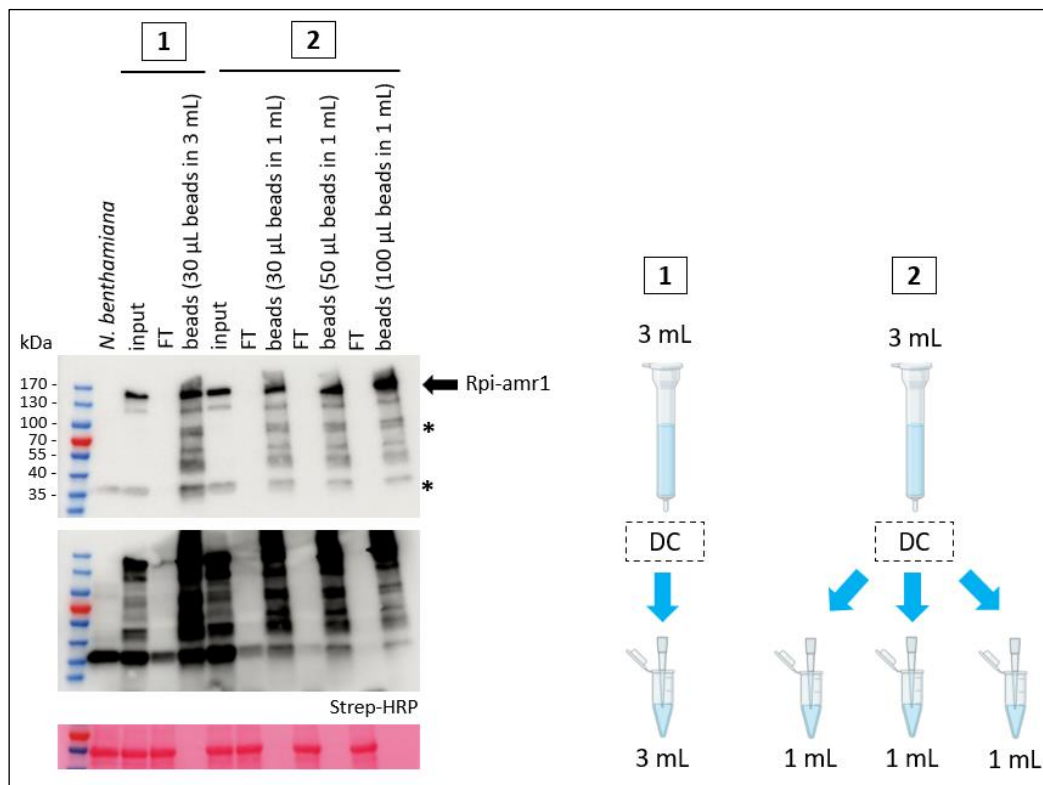 1
2
N. benthamiana
input
FT
beads (30 µL beads in 3 mL)
input
FT
beads (30 µL beads in 1 mL)
FT
beads (50 µL beads in 1 mL)
FT
beads (100 µL beads in 1 mL)
kDa
170 -
130 -
100 -
70 -
55 -
40 -
35 -
Rpi-amr1
*
*
Strep-HRP
1
2
3 mL
3 mL
DC
DC
3 mL
1 mL
1 mL
1 mL